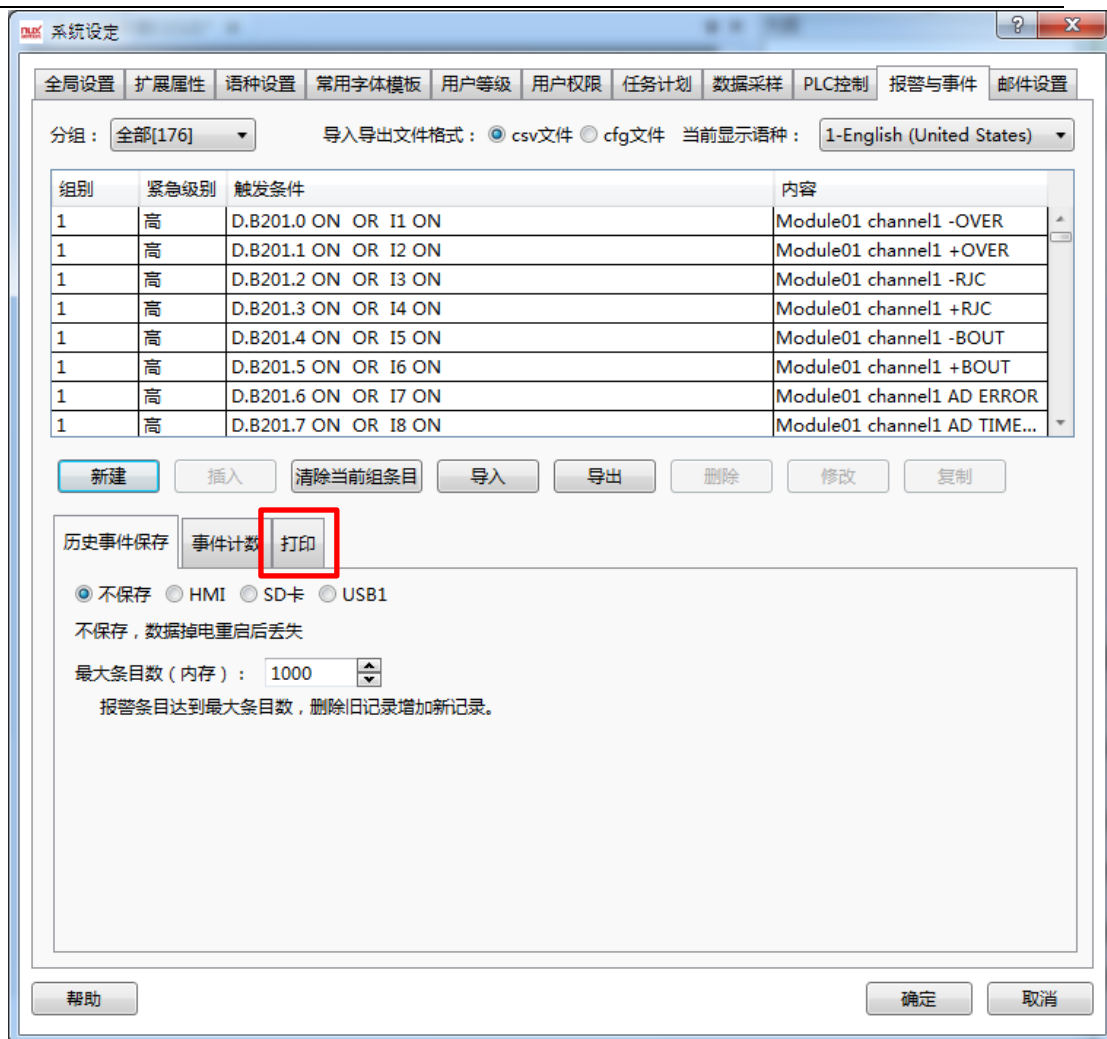 nux 系统设定
全局设置 扩展属性 语种设置 常用字体模板 用户等级 用户权限 任务计划 数据采样 PLC控制 报警与事件 邮件设置
分组： 全部[176] 导入导出文件格式： csv文件 cfg文件 当前显示语种： 1-English (United States)
组别 紧急级别 触发条件 内容
1 高 D.B201.0 ON OR I1 ON Module01 channel1 -OVER
1 高 D.B201.1 ON OR I2 ON Module01 channel1 +OVER
1 高 D.B201.2 ON OR I3 ON Module01 channel1 -RJC
1 高 D.B201.3 ON OR I4 ON Module01 channel1 +RJC
1 高 D.B201.4 ON OR I5 ON Module01 channel1 -BOUT
1 高 D.B201.5 ON OR I6 ON Module01 channel1 +BOUT
1 高 D.B201.6 ON OR I7 ON Module01 channel1 AD ERROR
1 高 D.B201.7 ON OR I8 ON Module01 channel1 AD TIME...
新建 插入 清除当前组条目 导入 导出 删除 修改 复制
历史事件保存 事件计数 打印
不保存 HMI SD卡 USB1
不保存，数据掉电重启后丢失
最大条目数（内存）： 1000
报警条目达到最大条目数，删除旧记录增加新记录。
帮助 确定 取消